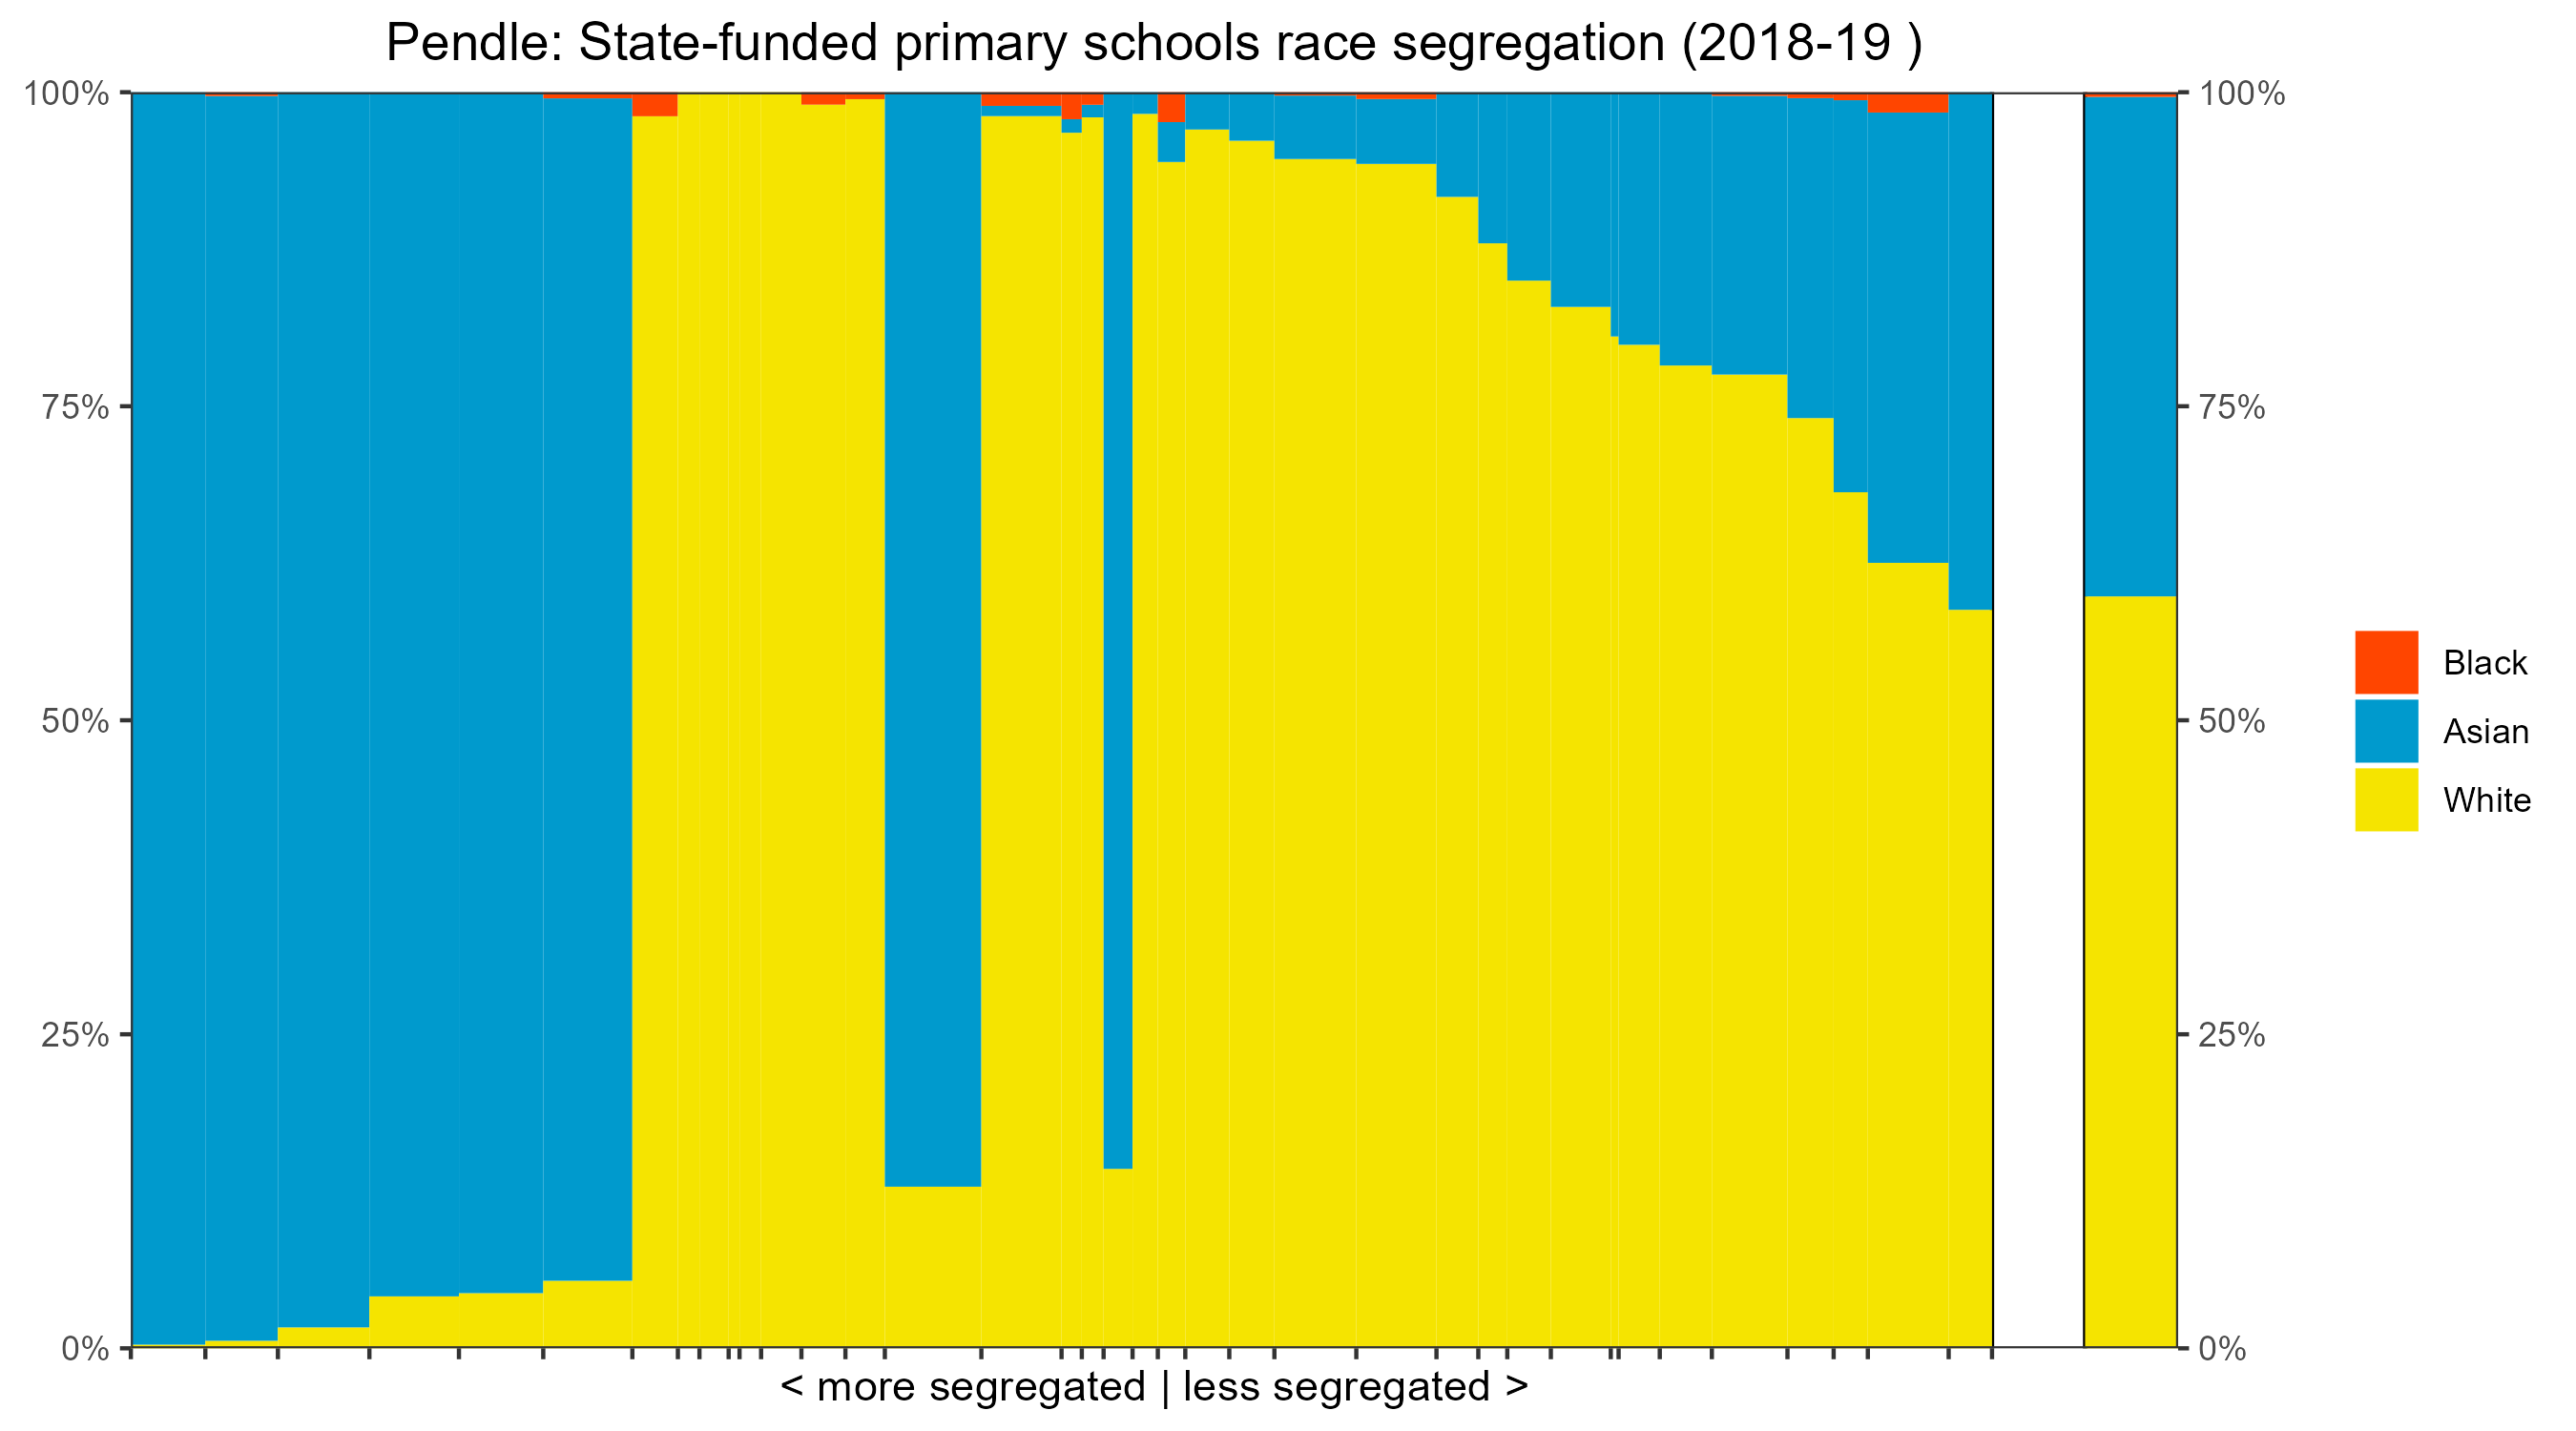 Pendle: State-funded primary schools race segregation (2018-19 )
100%
75%
50%
25%
0%
100%
75%
50%
25%
0%
Black
Asian
White
< more segregated | less segregated >